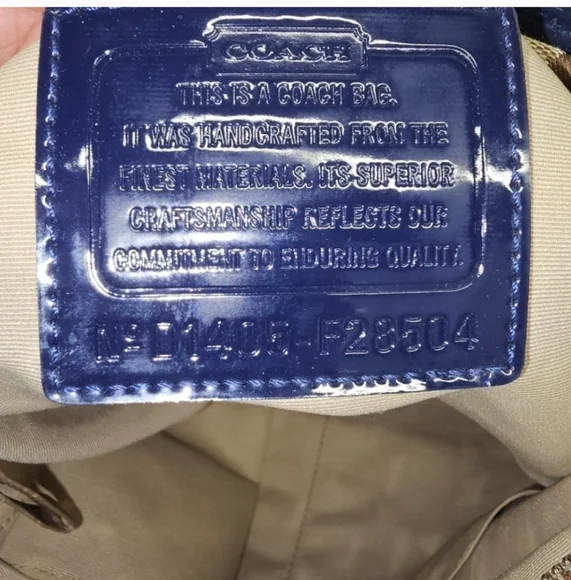 COACH
THIS IS A COACH BAG.
IT WAS HANDCRAFTED FROM THE
FINEST MATERIALS. ITS SUPERIOR
CRAFTSMANSHIP REFLECTS OUR
COMMITMENT TO ENDURING QUALITY.
Nº D1405-F28504